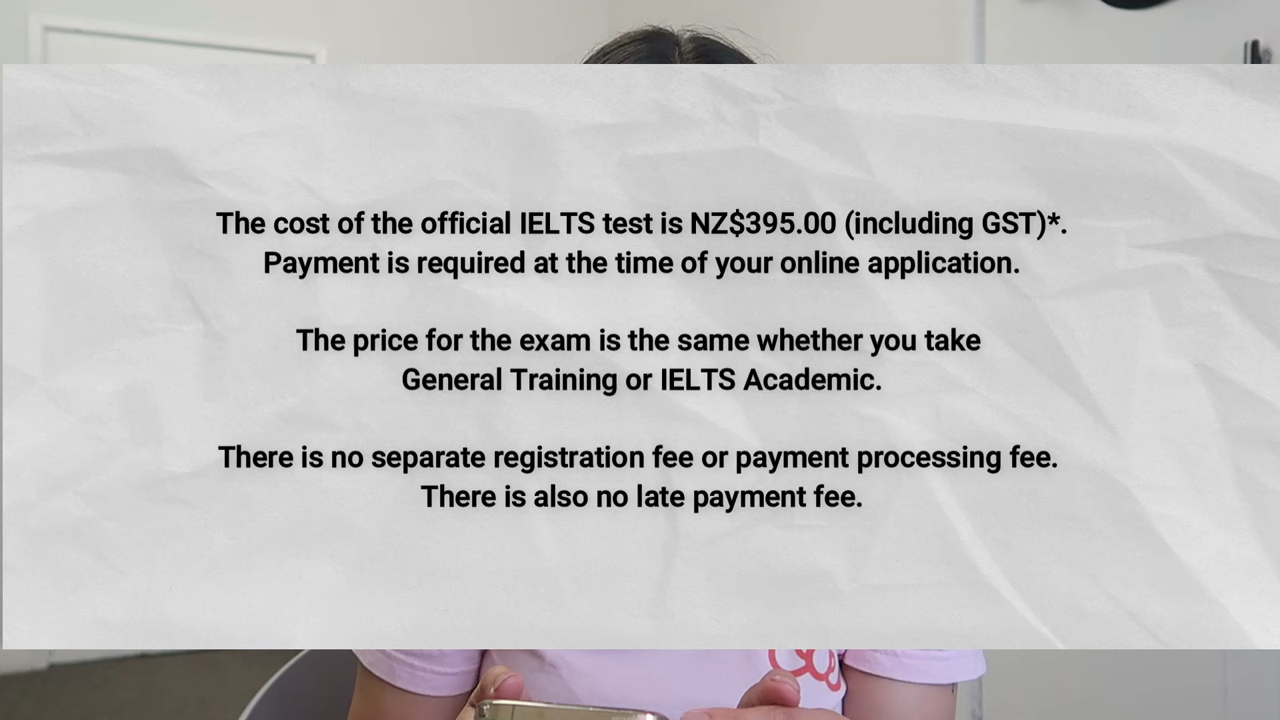 The cost of the official IELTS test is NZ$395.00 (including GST)*.
Payment is required at the time of your online application.
The price for the exam is the same whether you take
General Training or IELTS Academic.
There is no separate registration fee or payment processing fee.
There is also no late payment fee.